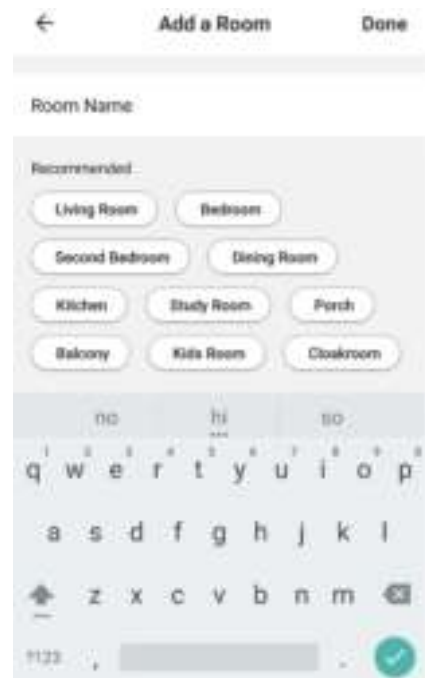 Add a Room Done
Room Name
Recommended
Living Room Bedroom
Second Bedroom Dining Room
Kitchen Study Room Porch
Balcony Kids Room Cloakroom
no hi so
q w e r t y u i o p
a s d f g h j k l
z x c v b n m
?123 , .